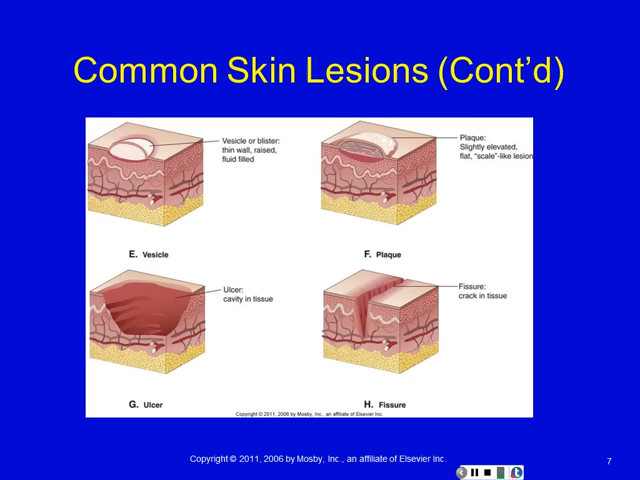 Common Skin Lesions (Cont’d)
Vesicle or blister:
thin wall, raised,
fluid filled
Plaque:
Slightly elevated,
flat, “scale”-like lesion
E. Vesicle
F. Plaque
Ulcer:
cavity in tissue
Fissure:
crack in tissue
G. Ulcer
H. Fissure
Copyright © 2011, 2006 by Mosby, Inc., an affiliate of Elsevier Inc.
Copyright © 2011, 2006 by Mosby, Inc., an affiliate of Elsevier Inc.
7